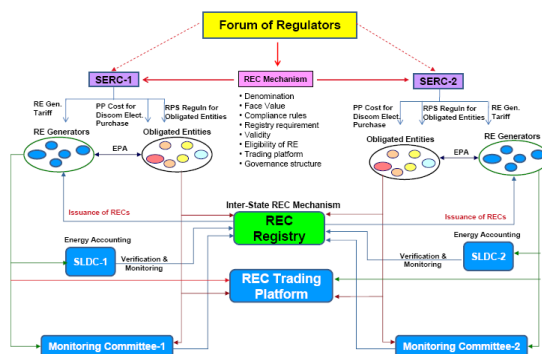 Forum of Regulators
SERC-1
REC Mechanism
SERC-2
RE Gen.
Tariff
PP Cost for
Discom Elect.
Purchase
RPS Reguln for
Obligated Entities
• Denomination
• Face Value
• Compliance rules
• Registry requirement
• Validity
• Eligibility of RE
• Trading platform
• Governance structure
PP Cost for
Discom Elect.
Purchase
RPS Reguln for
Obligated Entities
RE Gen.
Tariff
RE Generators
Obligated Entities
EPA
Obligated Entities
RE Generators
EPA
Issuance of RECs
Inter-State REC Mechanism
Issuance of RECs
REC
Registry
Energy Accounting
SLDC-1
Verification &
Monitoring
Energy Accounting
SLDC-2
Verification &
Monitoring
REC Trading
Platform
Monitoring Committee-1
Monitoring Committee-2